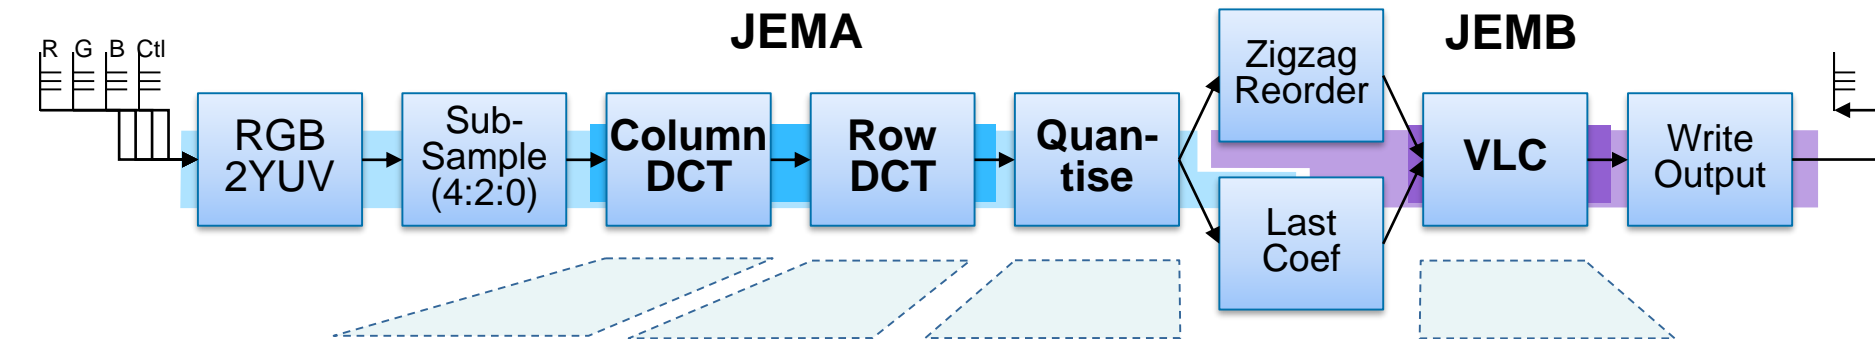 JEMA
JEMB
R G B Ctl
RGB
2YUV
Sub-
Sample
(4:2:0)
Column
DCT
Row
DCT
Quan-
tise
Zigzag
Reorder
Last
Coef
VLC
Write
Output